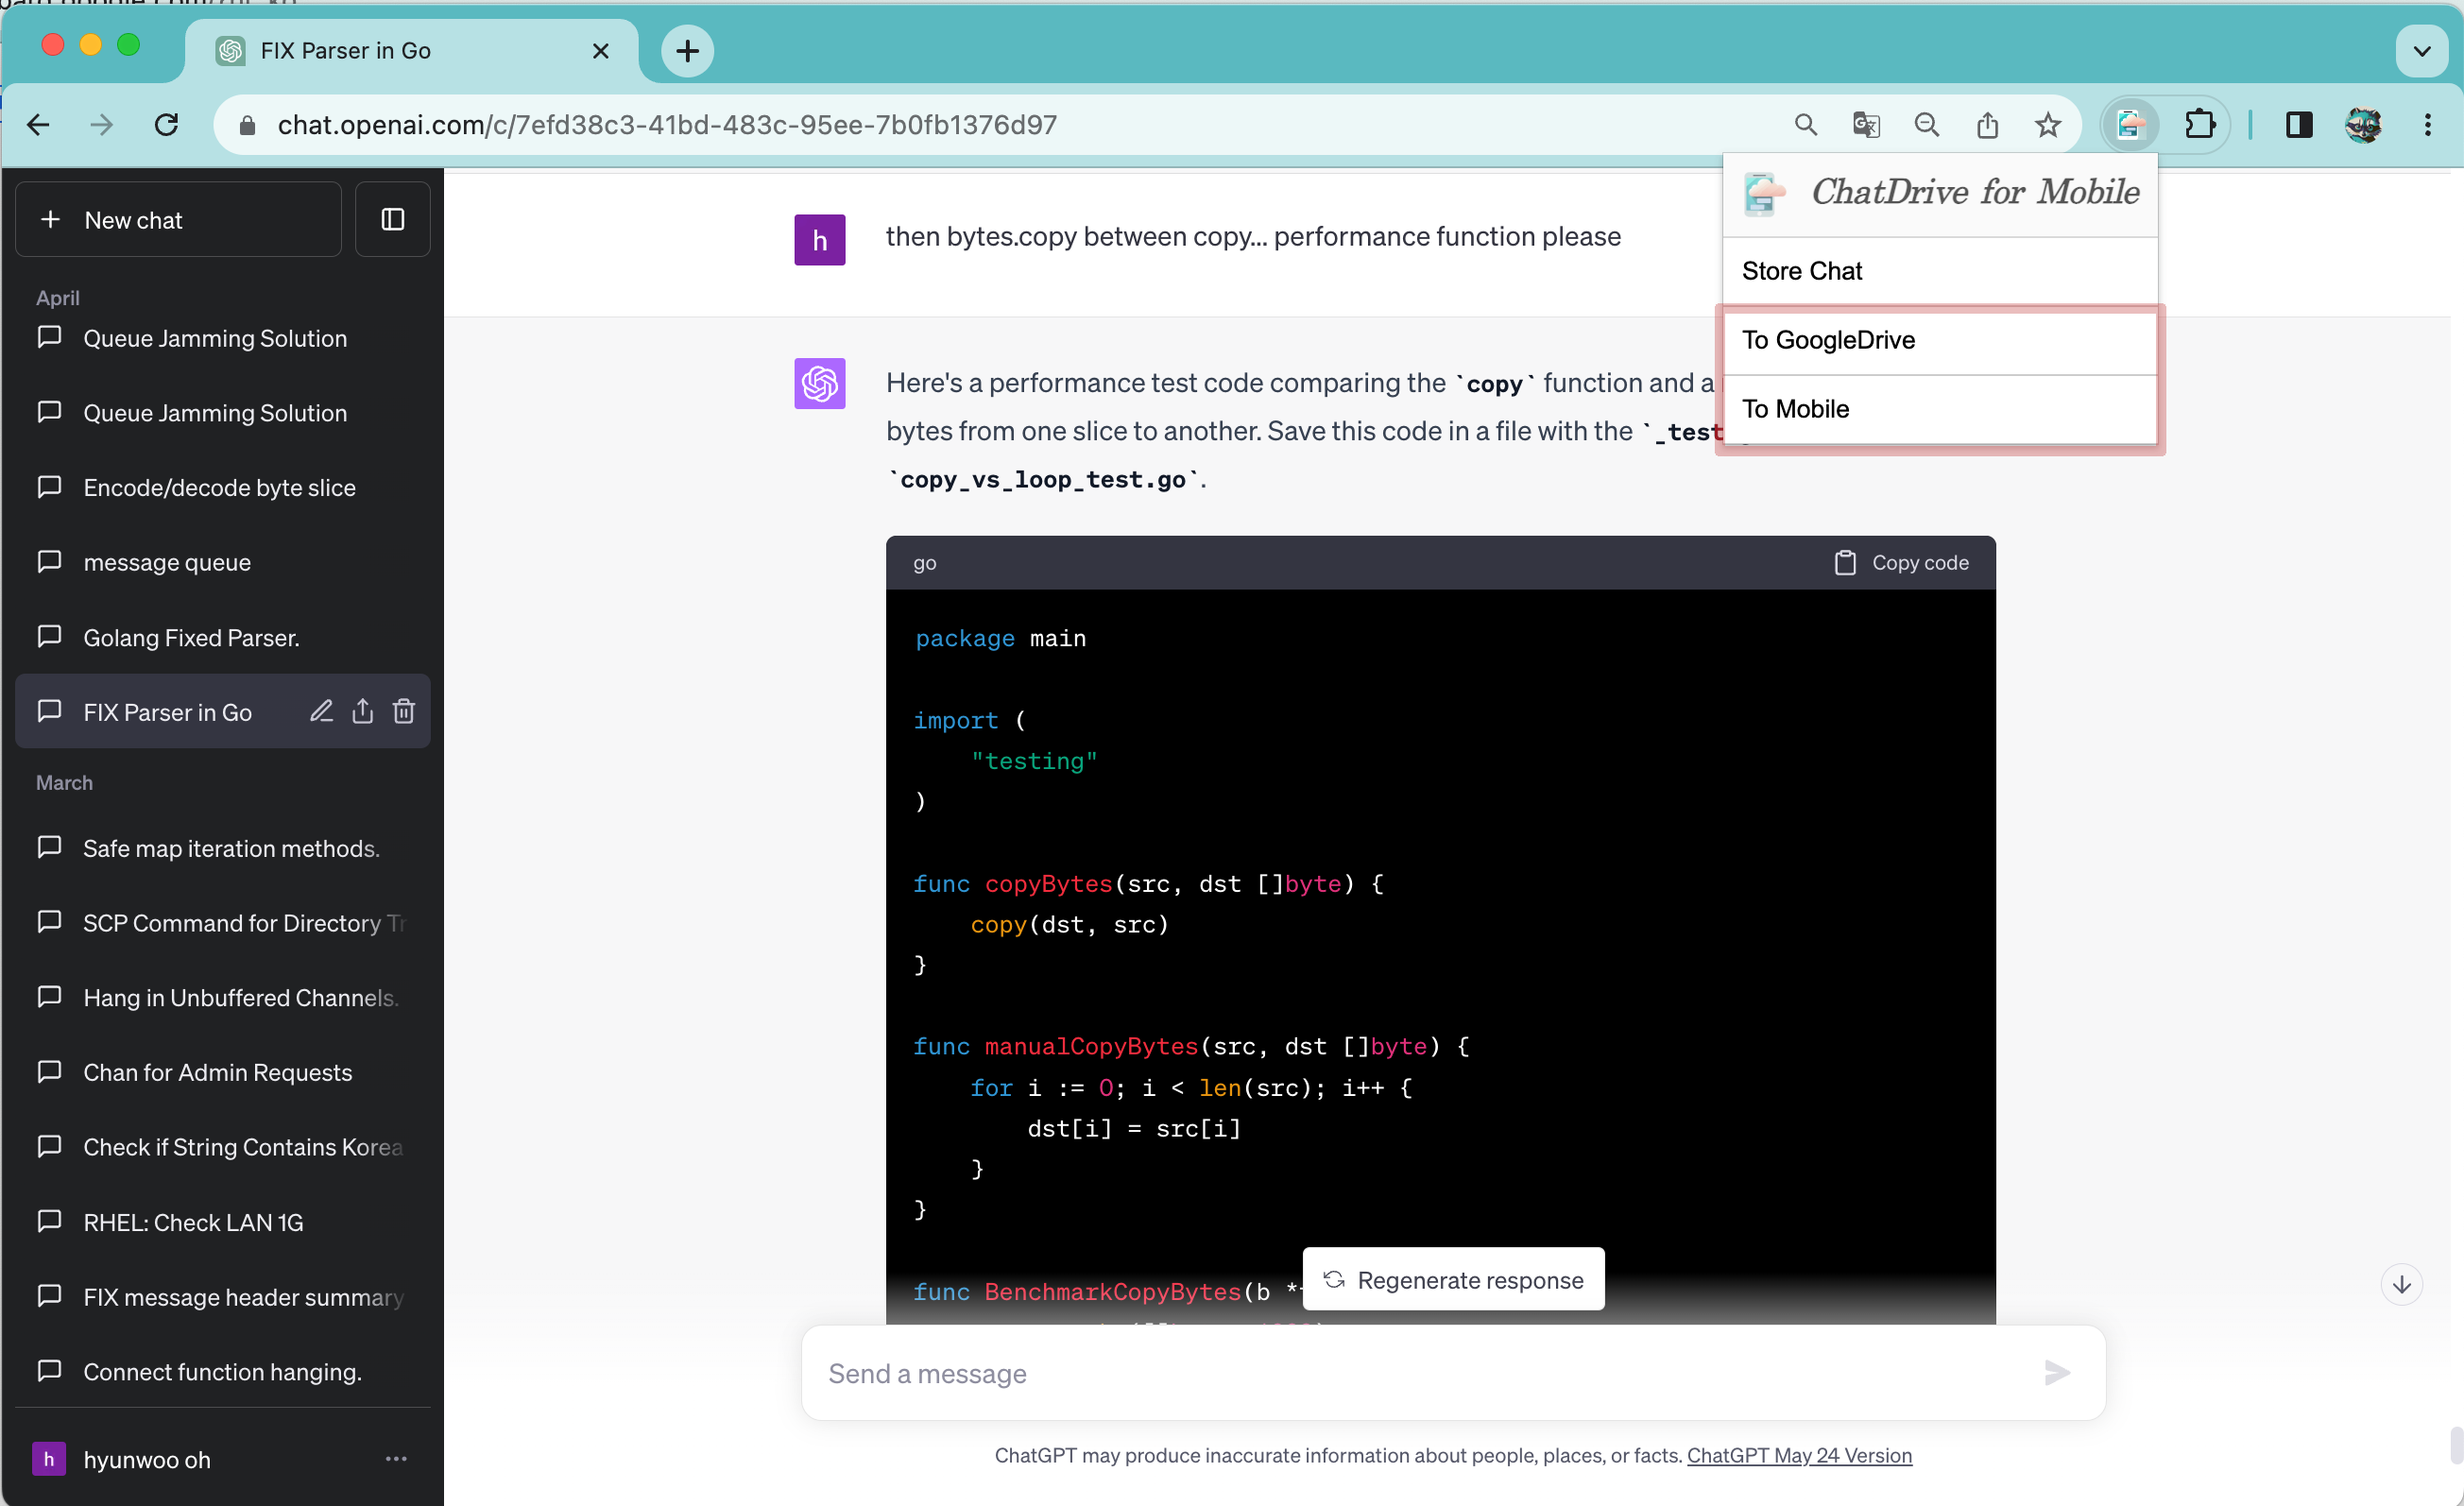 FIX Parser in Go
chat.openai.com/c/7efd38c3-41bd-483c-95ee-7b0fb1376d97
New chat
April
Queue Jamming Solution
Queue Jamming Solution
Encode/decode byte slice
message queue
Golang Fixed Parser.
FIX Parser in Go
March
Safe map iteration methods.
SCP Command for Directory Tr
Hang in Unbuffered Channels.
Chan for Admin Requests
Check if String Contains Korea
RHEL: Check LAN 1G
FIX message header summary
Connect function hanging.
h
hyunwoo oh
h
then bytes.copy between copy... performance function please
ChatDrive for Mobile
Store Chat
To GoogleDrive
To Mobile
Here's a performance test code comparing the `copy` function and a
bytes from one slice to another. Save this code in a file with the `_test
`copy_vs_loop_test.go`.
go
Copy code
package main
import (
"testing"
)
func copyBytes(src, dst []byte) {
copy(dst, src)
}
func manualCopyBytes(src, dst []byte) {
for i := 0; i < len(src); i++ {
dst[i] = src[i]
}
}
func BenchmarkCopyBytes(b *
Regenerate response
Send a message
ChatGPT may produce inaccurate information about people, places, or facts. ChatGPT May 24 Version